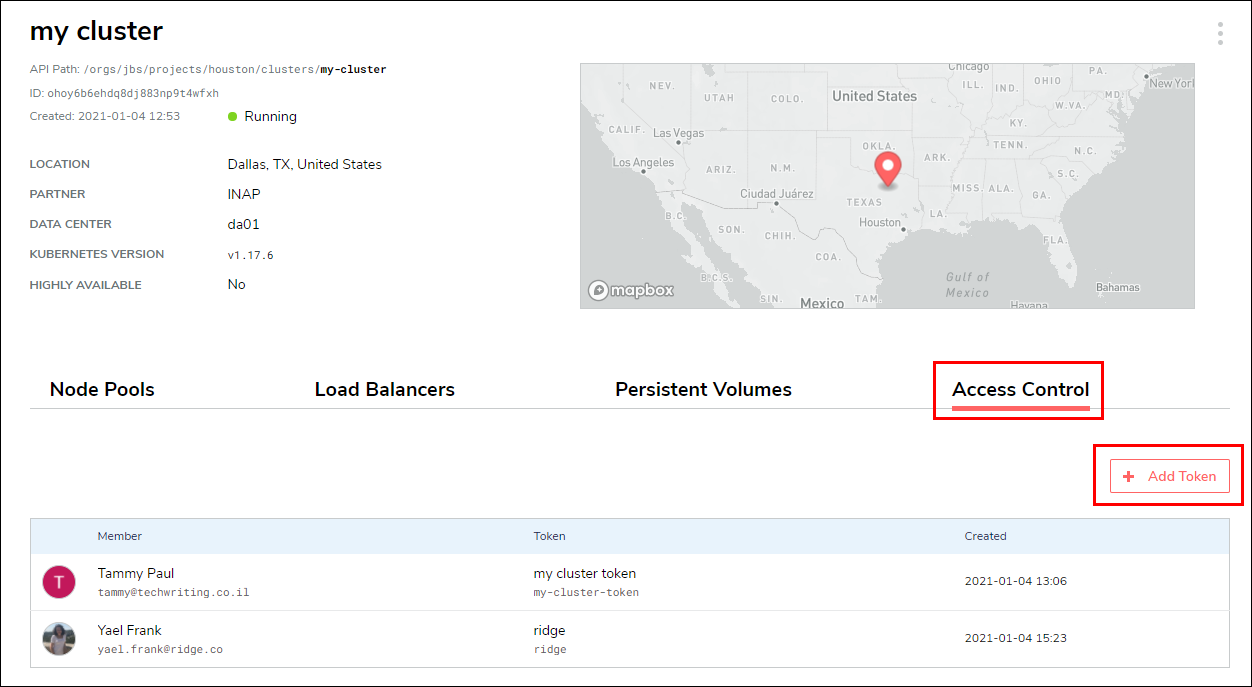 my cluster
API Path: /orgs/jbs/projects/houston/clusters/my-cluster
ID: ohoy6b6ehdq8dj883np9t4wfxh
Created: 2021-01-04 12:53
Running
LOCATION Dallas, TX, United States
PARTNER INAP
DATA CENTER da01
KUBERNETES VERSION v1.17.6
HIGHLY AVAILABLE No
Chicago
NEV.
UTAH
COLO.
United States
ILL.
IND.
OHIO
PA.
New York
MD.
W.VA.
KY.
CALIF.
Las Vegas
Los Angeles
ARIZ.
N.M.
OKLA.
ARK.
TENN.
N.C.
S.C.
MISS.
ALA.
GA.
Ciudad Juárez
TEXAS
Houston
LA.
B.C.
SON.
CHIH.
COA.
FLA.
B.C.S.
Gulf of
Mexico
Bahamas
mapbox
SIN.
Mexico
TAM.
Havana
Node Pools Load Balancers Persistent Volumes Access Control
+ Add Token
Member Token Created
T
Tammy Paul my cluster token 2021-01-04 13:06
tammy@techwriting.co.il my-cluster-token
Yael Frank ridge 2021-01-04 15:23
yael.frank@ridge.co ridge